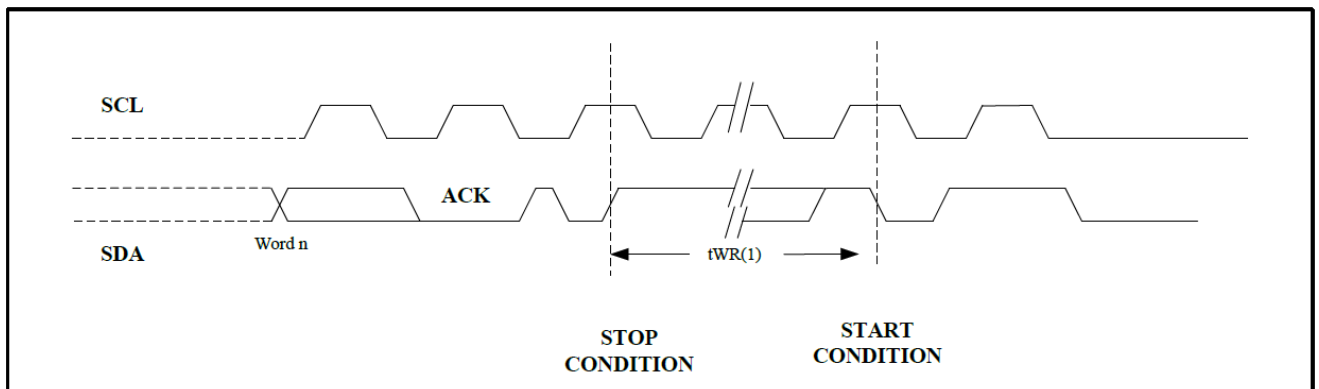 SCL
ACK
SDA
Word n
tWR(1)
STOP
CONDITION
START
CONDITION